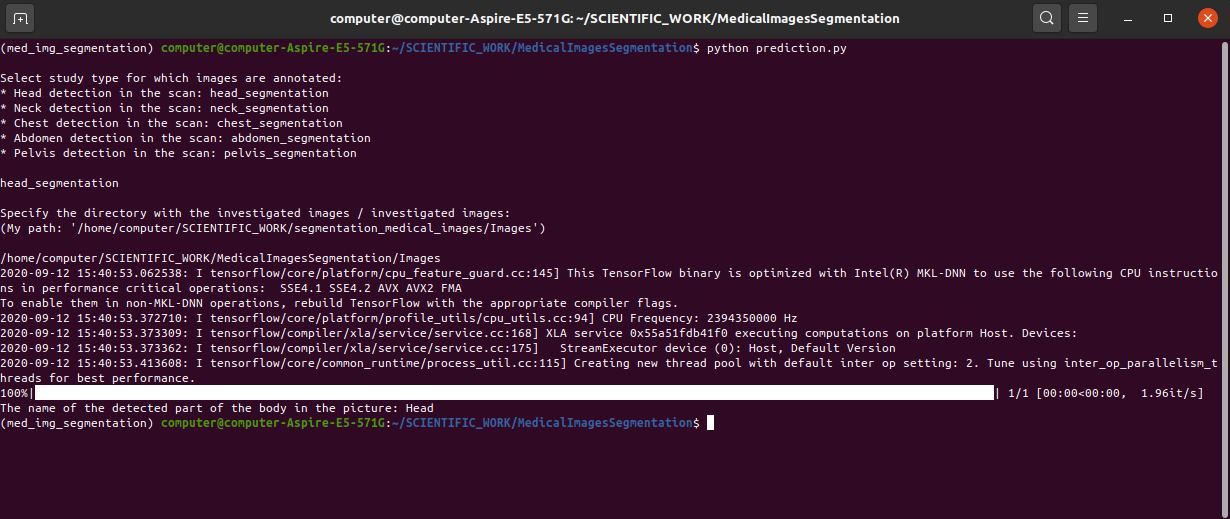 computer@computer-Aspire-E5-571G: ~/SCIENTIFIC_WORK/MedicalImagesSegmentation
(med_img_segmentation) computer@computer-Aspire-E5-571G:~/SCIENTIFIC_WORK/MedicalImagesSegmentation$ python prediction.py
Select study type for which images are annotated:
* Head detection in the scan: head_segmentation
* Neck detection in the scan: neck_segmentation
* Chest detection in the scan: chest_segmentation
* Abdomen detection in the scan: abdomen_segmentation
* Pelvis detection in the scan: pelvis_segmentation
head_segmentation
Specify the directory with the investigated images / investigated images:
(My path: '/home/computer/SCIENTIFIC_WORK/segmentation_medical_images/Images')
/home/computer/SCIENTIFIC_WORK/MedicalImagesSegmentation/Images
2020-09-12 15:40:53.062538: I tensorflow/core/platform/cpu_feature_guard.cc:145] This TensorFlow binary is optimized with Intel(R) MKL-DNN to use the following CPU instructio
ns in performance critical operations:  SSE4.1 SSE4.2 AVX AVX2 FMA
To enable them in non-MKL-DNN operations, rebuild TensorFlow with the appropriate compiler flags.
2020-09-12 15:40:53.372710: I tensorflow/core/platform/profile_utils/cpu_utils.cc:94] CPU Frequency: 2394350000 Hz
2020-09-12 15:40:53.373309: I tensorflow/compiler/xla/service/service.cc:168] XLA service 0x55a51fdb41f0 executing computations on platform Host. Devices:
2020-09-12 15:40:53.373362: I tensorflow/compiler/xla/service/service.cc:175]   StreamExecutor device (0): Host, Default Version
2020-09-12 15:40:53.413608: I tensorflow/core/common_runtime/process_util.cc:115] Creating new thread pool with default inter op setting: 2. Tune using inter_op_parallelism_t
hreads for best performance.
100%| | 1/1 [00:00<00:00,  1.96it/s]
The name of the detected part of the body in the picture: Head
(med_img_segmentation) computer@computer-Aspire-E5-571G:~/SCIENTIFIC_WORK/MedicalImagesSegmentation$